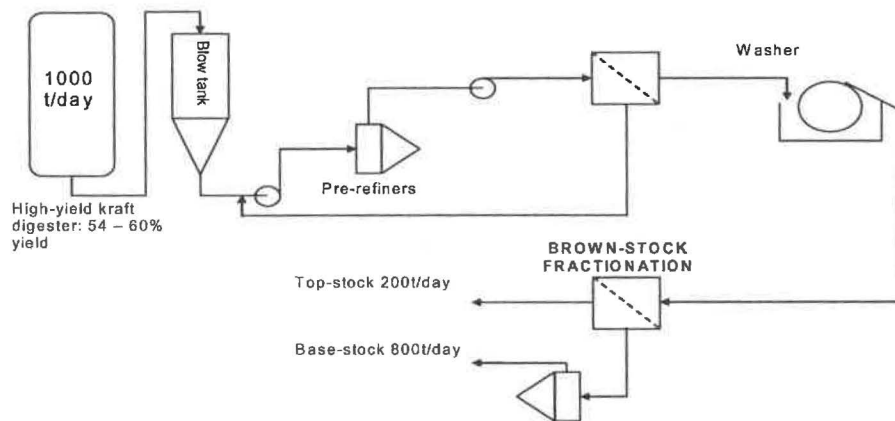 1000
t/day
Blow tank
Washer
Pre-refiners
High-yield kraft
digester: 54 – 60%
yield
BROWN-STOCK
FRACTIONATION
Top-stock 200t/day
Base-stock 800t/day